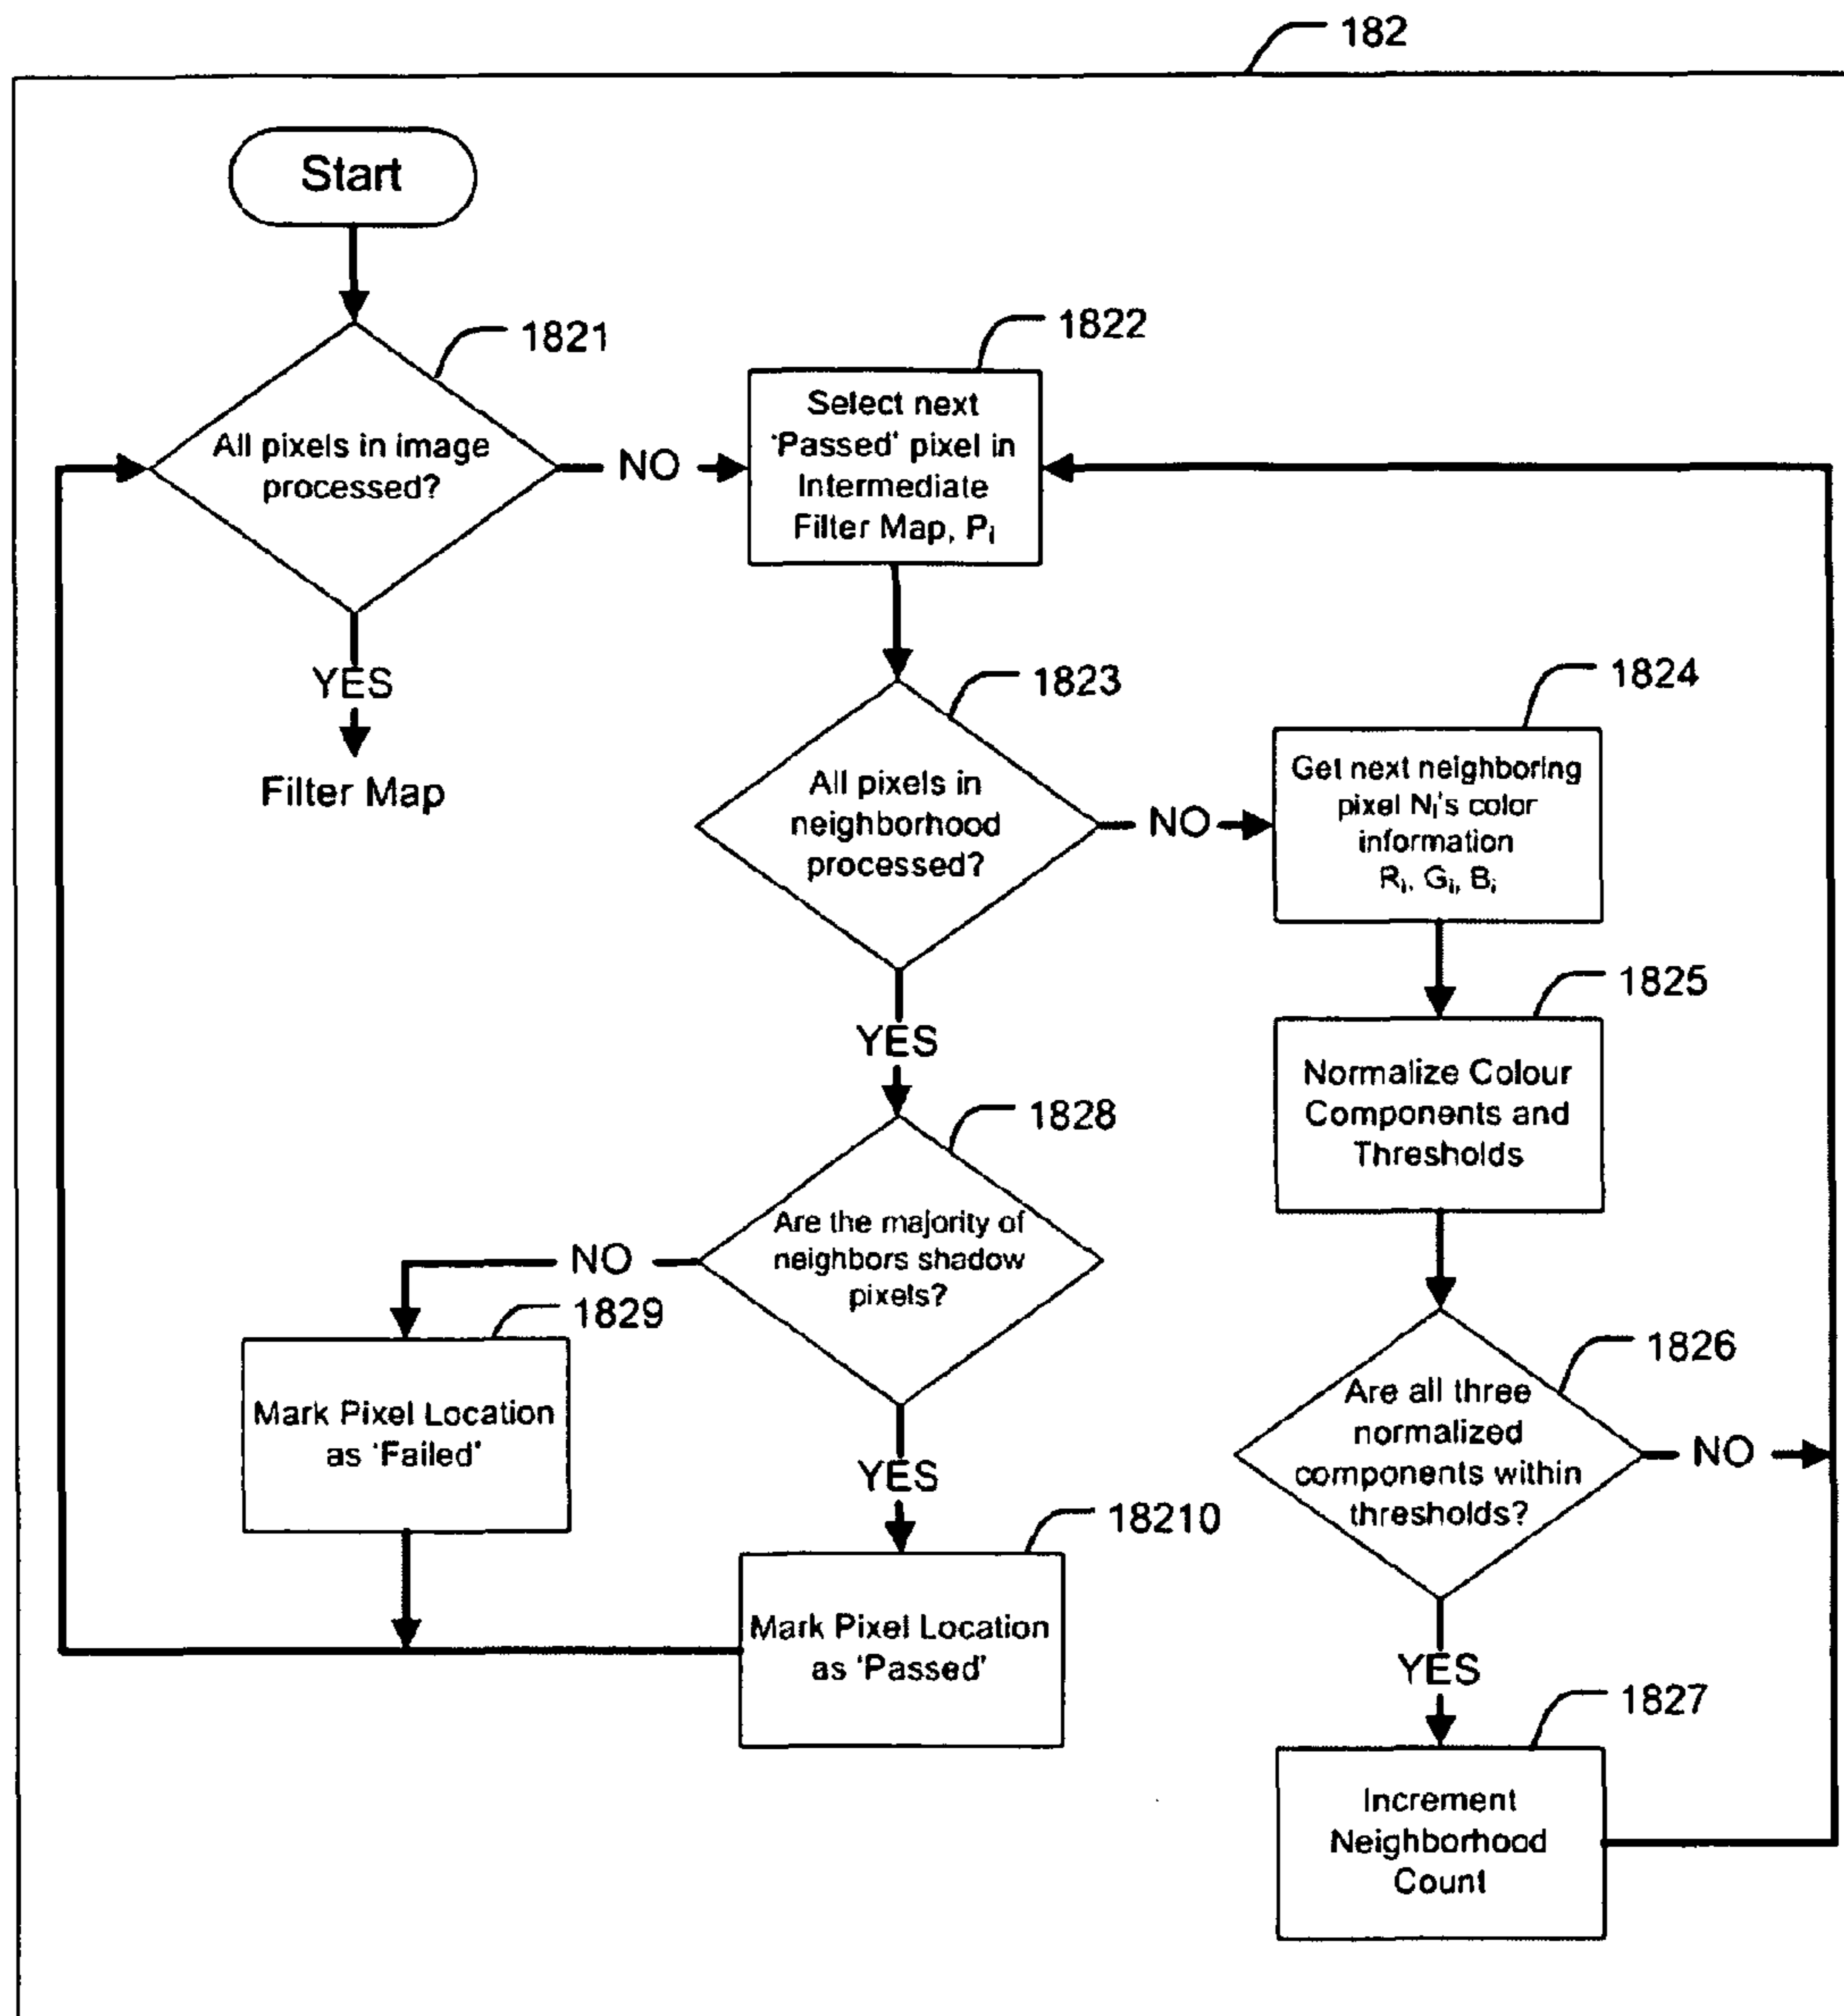 182
Start
1821
All pixels in image
processed?
NO
1822
Select next
'Passed' pixel in
Intermediate
Filter Map, Pi
YES
Filter Map
1823
All pixels in
neighborhood
processed?
NO
1824
Get next neighboring
pixel Ni's color
information
Ri, Gi, Bi
1825
Normalize Colour
Components and
Thresholds
YES
1828
Are the majority of
neighbors shadow
pixels?
NO
1829
Mark Pixel Location
as 'Failed'
YES
18210
Mark Pixel Location
as 'Passed'
1826
Are all three
normalized
components within
thresholds?
NO
YES
1827
Increment
Neighborhood
Count